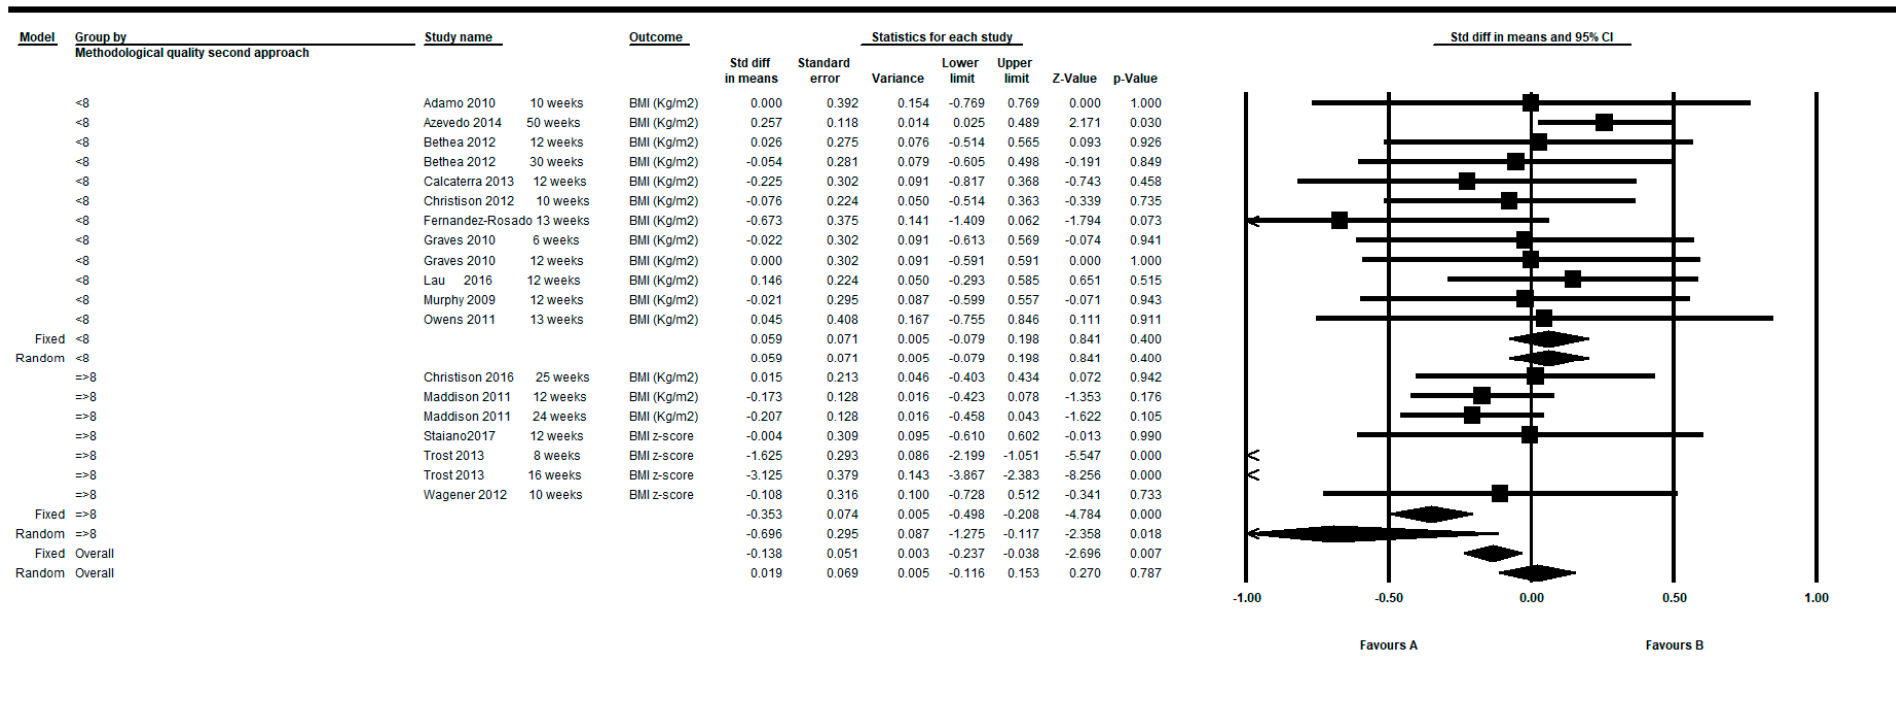 Model Group by Study name Outcome Statistics for each study Std diff in means and 95% CI
Methodological quality second approach
Std diff Standard Lower Upper
in means error Variance limit limit Z-Value p-Value
<8 Adamo 2010 10 weeks BMI (Kg/m2) 0.000 0.392 0.154 -0.769 0.769 0.000 1.000
<8 Azevedo 2014 50 weeks BMI (Kg/m2) 0.257 0.118 0.014 0.025 0.489 2.171 0.030
<8 Bethea 2012 12 weeks BMI (Kg/m2) 0.026 0.275 0.076 -0.514 0.565 0.093 0.926
<8 Bethea 2012 30 weeks BMI (Kg/m2) -0.054 0.281 0.079 -0.605 0.498 -0.191 0.849
<8 Calcaterra 2013 12 weeks BMI (Kg/m2) -0.225 0.302 0.091 -0.817 0.368 -0.743 0.458
<8 Christison 2012 10 weeks BMI (Kg/m2) -0.076 0.224 0.050 -0.514 0.363 -0.339 0.735
<8 Fernandez-Rosado 13 weeks BMI (Kg/m2) -0.673 0.375 0.141 -1.409 0.062 -1.794 0.073
<8 Graves 2010 6 weeks BMI (Kg/m2) -0.022 0.302 0.091 -0.613 0.569 -0.074 0.941
<8 Graves 2010 12 weeks BMI (Kg/m2) 0.000 0.302 0.091 -0.591 0.591 0.000 1.000
<8 Lau 2016 12 weeks BMI (Kg/m2) 0.146 0.224 0.050 -0.293 0.585 0.651 0.515
<8 Murphy 2009 12 weeks BMI (Kg/m2) -0.021 0.295 0.087 -0.599 0.557 -0.071 0.943
<8 Owens 2011 13 weeks BMI (Kg/m2) 0.045 0.408 0.167 -0.755 0.846 0.111 0.911
Fixed <8 0.059 0.071 0.005 -0.079 0.198 0.841 0.400
Random <8 0.059 0.071 0.005 -0.079 0.198 0.841 0.400
=>8 Christison 2016 25 weeks BMI (Kg/m2) 0.015 0.213 0.046 -0.403 0.434 0.072 0.942
=>8 Maddison 2011 12 weeks BMI (Kg/m2) -0.173 0.128 0.016 -0.423 0.078 -1.353 0.176
=>8 Maddison 2011 24 weeks BMI (Kg/m2) -0.207 0.128 0.016 -0.458 0.043 -1.622 0.105
=>8 Staiano2017 12 weeks BMI z-score -0.004 0.309 0.095 -0.610 0.602 -0.013 0.990
=>8 Trost 2013 8 weeks BMI z-score -1.625 0.293 0.086 -2.199 -1.051 -5.547 0.000
=>8 Trost 2013 16 weeks BMI z-score -3.125 0.379 0.143 -3.867 -2.383 -8.256 0.000
=>8 Wagener 2012 10 weeks BMI z-score -0.108 0.316 0.100 -0.728 0.512 -0.341 0.733
Fixed =>8 -0.353 0.074 0.005 -0.498 -0.208 -4.784 0.000
Random =>8 -0.696 0.295 0.087 -1.275 -0.117 -2.358 0.018
Fixed Overall -0.138 0.051 0.003 -0.237 -0.038 -2.696 0.007
Random Overall 0.019 0.069 0.005 -0.116 0.153 0.270 0.787
-1.00 -0.50 0.00 0.50 1.00
Favours A Favours B